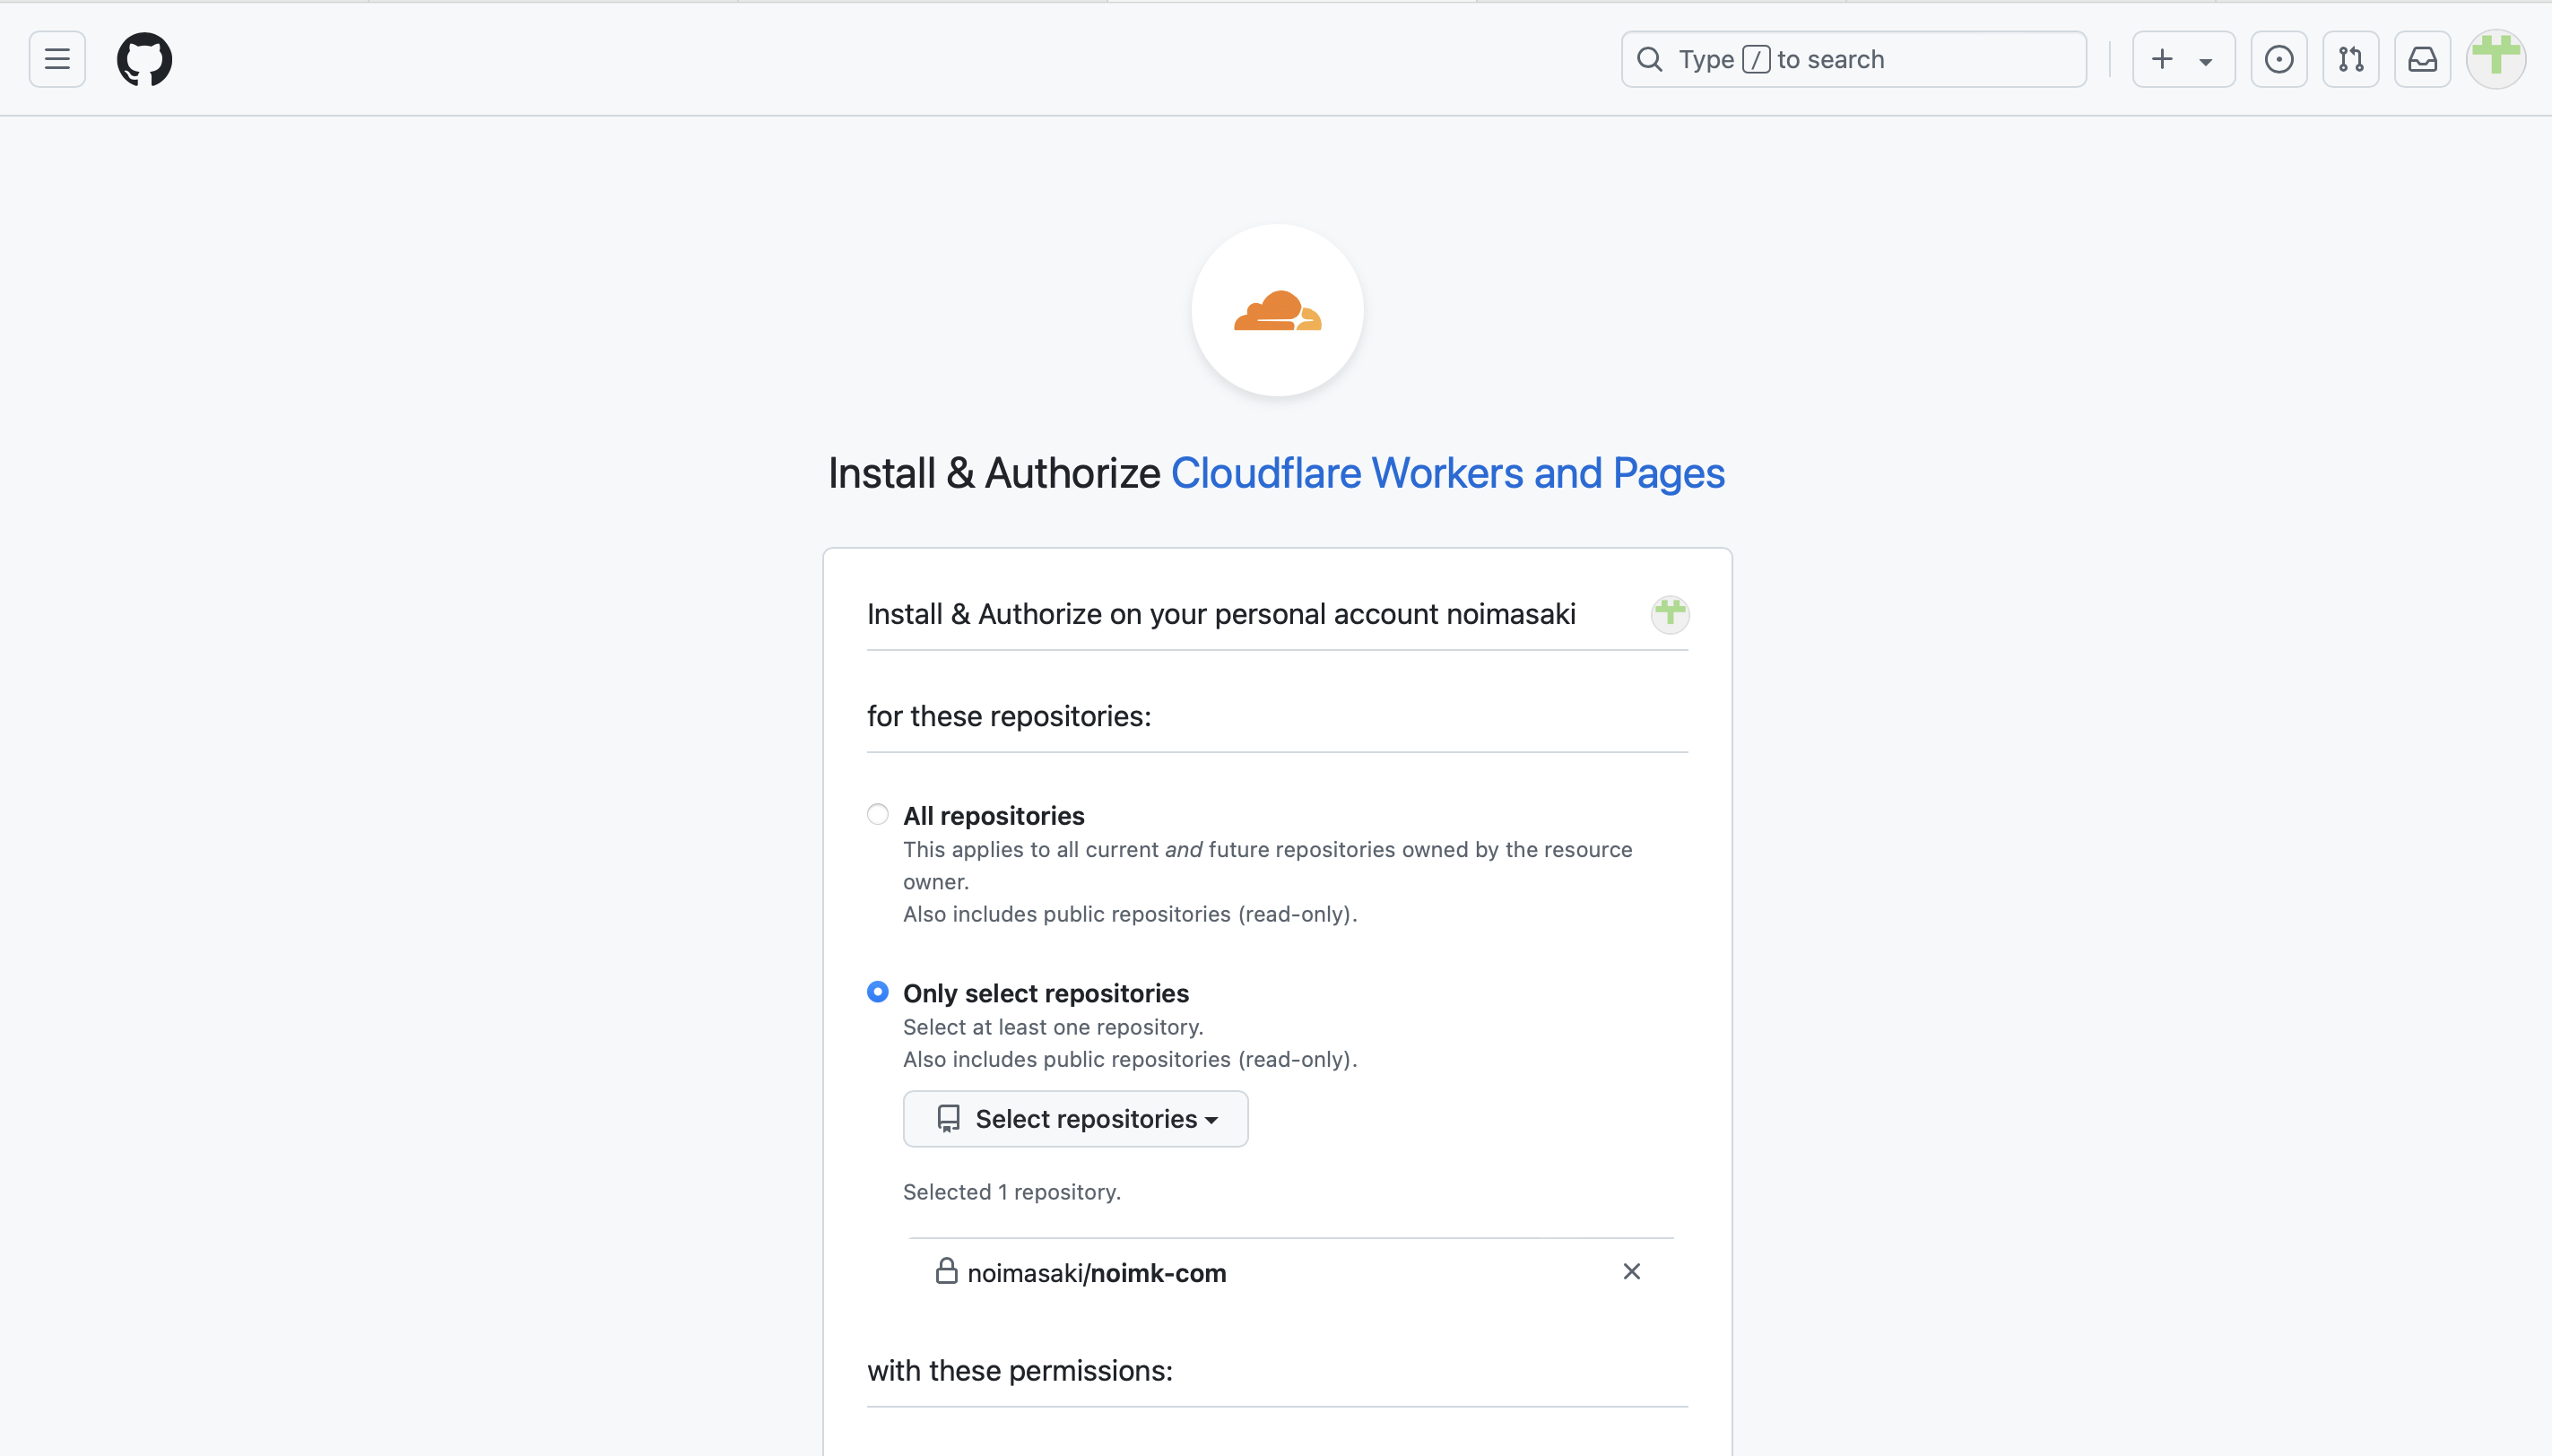 Type / to search
Install & Authorize Cloudflare Workers and Pages
Install & Authorize on your personal account noimasaki
for these repositories:
All repositories
This applies to all current and future repositories owned by the resource
owner.
Also includes public repositories (read-only).
Only select repositories
Select at least one repository.
Also includes public repositories (read-only).
Select repositories
Selected 1 repository.
noimasaki/noimk-com
with these permissions: